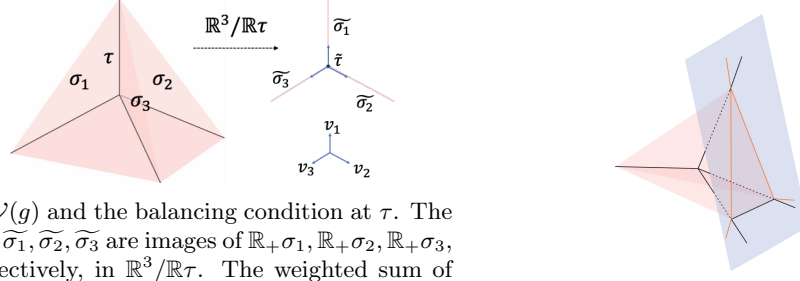 τ
σ₁
σ₂
σ₃
ℝ³/ℝτ
σ̃₁
τ̃
σ̃₃
σ̃₂
v₁
v₃
v₂
(g) and the balancing condition at τ. The
σ̃₁, σ̃₂, σ̃₃ are images of ℝ₊σ₁, ℝ₊σ₂, ℝ₊σ₃,
ectively, in ℝ³/ℝτ. The weighted sum of